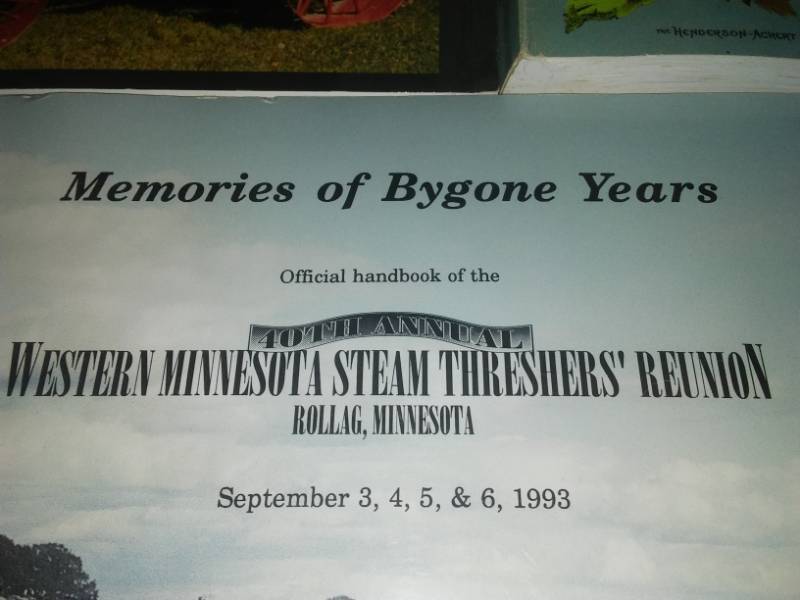 THE HENDERSON-ACHERT
Memories of Bygone Years
Official handbook of the
40TH ANNUAL
WESTERN MINNESOTA STEAM THRESHERS' REUNION
ROLLAG, MINNESOTA
September 3, 4, 5, & 6, 1993